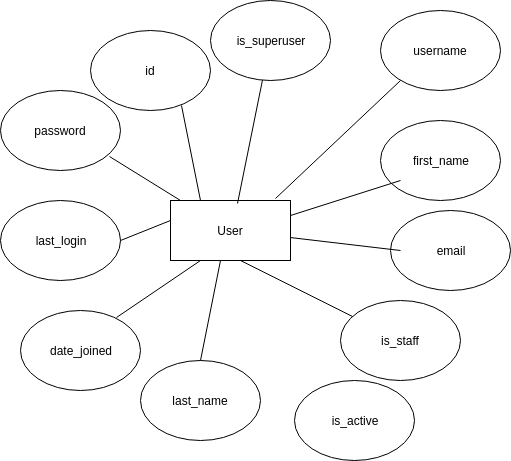 is_superuser
username
id
password
first_name
User
last_login
email
date_joined
is_staff
last_name
is_active